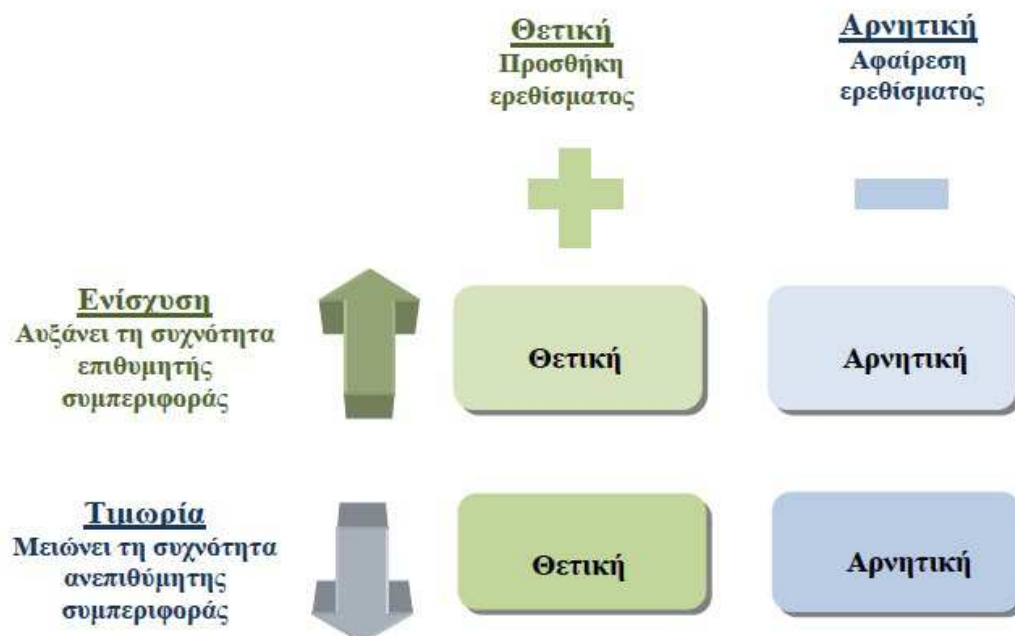 Θετική
Προσθήκη
ερεθίσματος
Αρνητική
Αφαίρεση
ερεθίσματος
Ενίσχυση
Αυξάνει τη συχνότητα
επιθυμητής
συμπεριφοράς
Θετική
Αρνητική
Τιμωρία
Μειώνει τη συχνότητα
ανεπιθύμητης
συμπεριφοράς
Θετική
Αρνητική